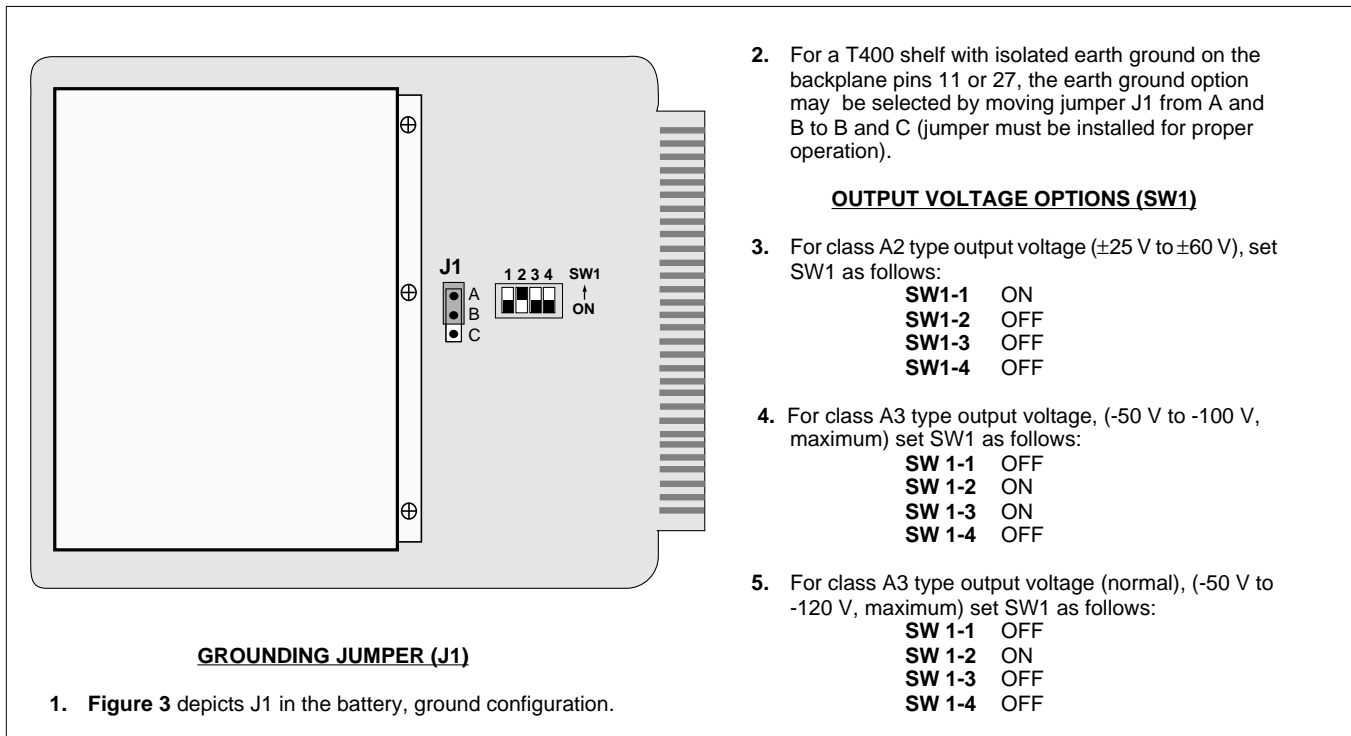 J1
A
B
C
1 2 3 4
SW1
ON
GROUNDING JUMPER (J1)
1. Figure 3 depicts J1 in the battery, ground configuration.
2. For a T400 shelf with isolated earth ground on the
backplane pins 11 or 27, the earth ground option
may be selected by moving jumper J1 from A and
B to B and C (jumper must be installed for proper
operation).
OUTPUT VOLTAGE OPTIONS (SW1)
3. For class A2 type output voltage (±25 V to ±60 V), set
SW1 as follows:
SW1-1 ON
SW1-2 OFF
SW1-3 OFF
SW1-4 OFF
4. For class A3 type output voltage, (-50 V to -100 V,
maximum) set SW1 as follows:
SW 1-1 OFF
SW 1-2 ON
SW 1-3 ON
SW 1-4 OFF
5. For class A3 type output voltage (normal), (-50 V to
-120 V, maximum) set SW1 as follows:
SW 1-1 OFF
SW 1-2 ON
SW 1-3 OFF
SW 1-4 OFF